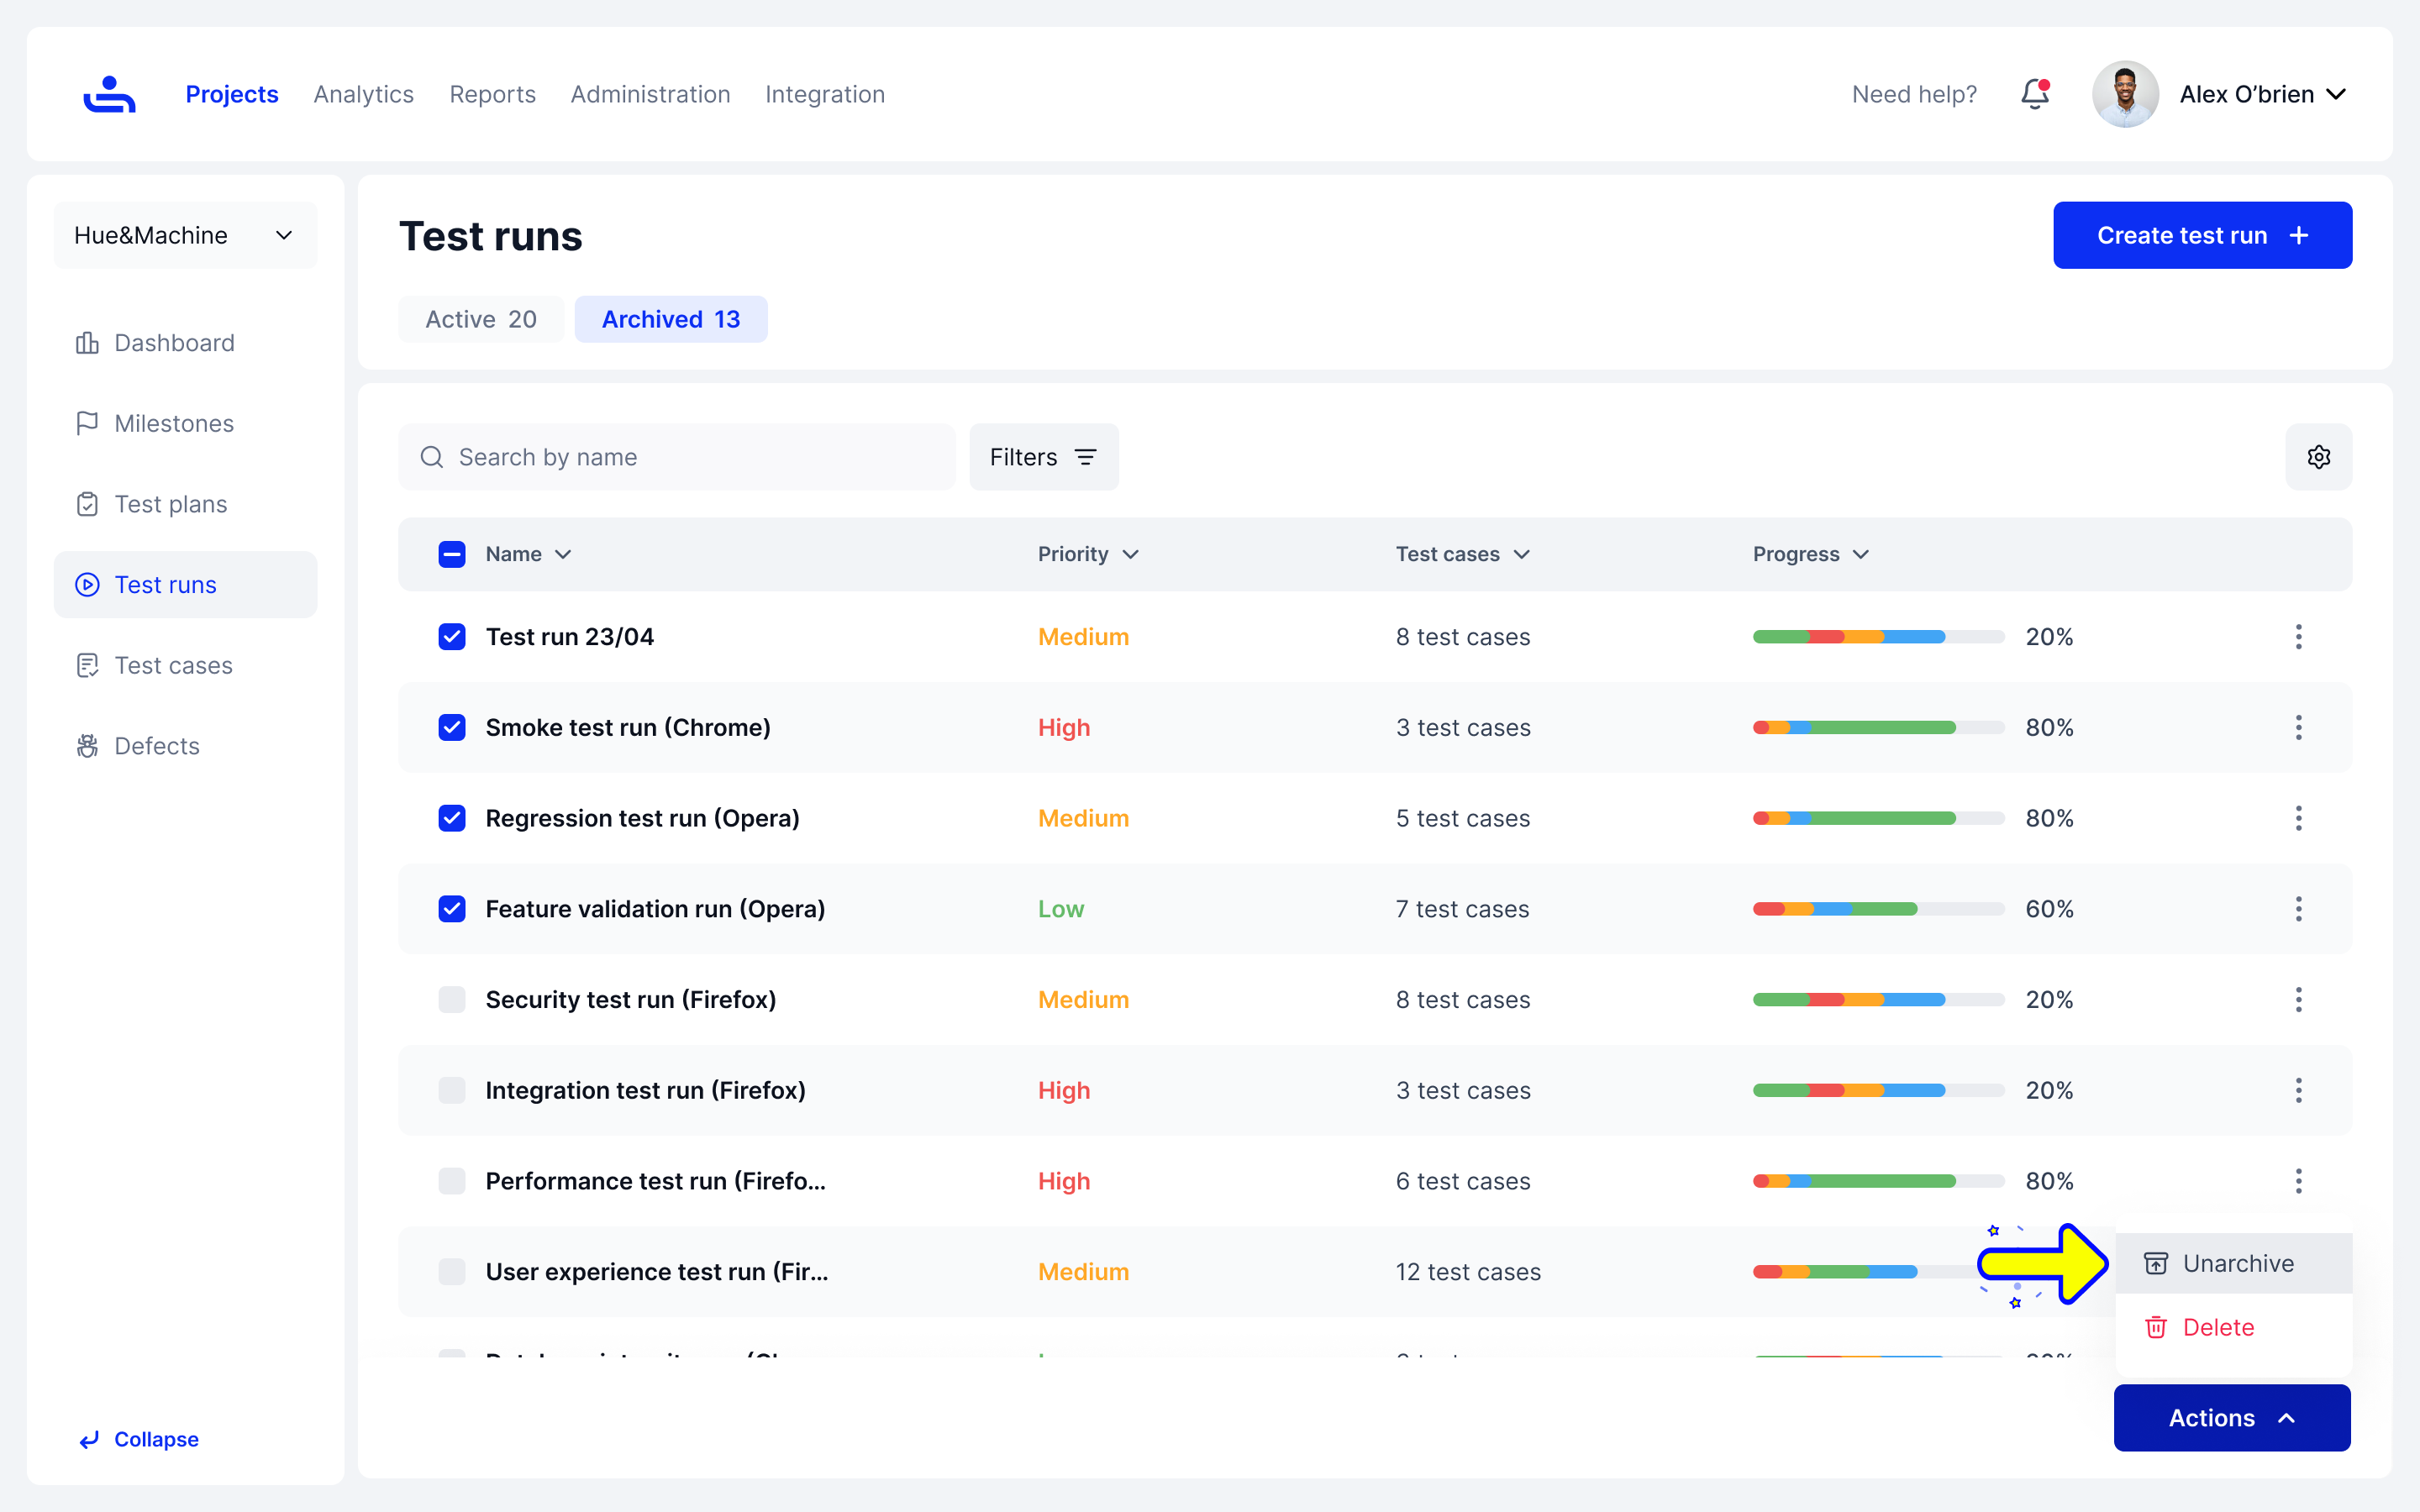 Projects
Analytics
Reports
Administration
Integration
Need help?
Alex O’brien
Hue&Machine
Dashboard
Milestones
Test plans
Test runs
Test cases
Defects
Collapse
Test runs
Create test run
Active 20
Archived 13
Search by name
Filters
Name Priority Test cases Progress
Test run 23/04 Medium 8 test cases 20%
Smoke test run (Chrome) High 3 test cases 80%
Regression test run (Opera) Medium 5 test cases 80%
Feature validation run (Opera) Low 7 test cases 60%
Security test run (Firefox) Medium 8 test cases 20%
Integration test run (Firefox) High 3 test cases 20%
Performance test run (Firefo... High 6 test cases 80%
User experience test run (Fir... Medium 12 test cases
Unarchive
Delete
Actions